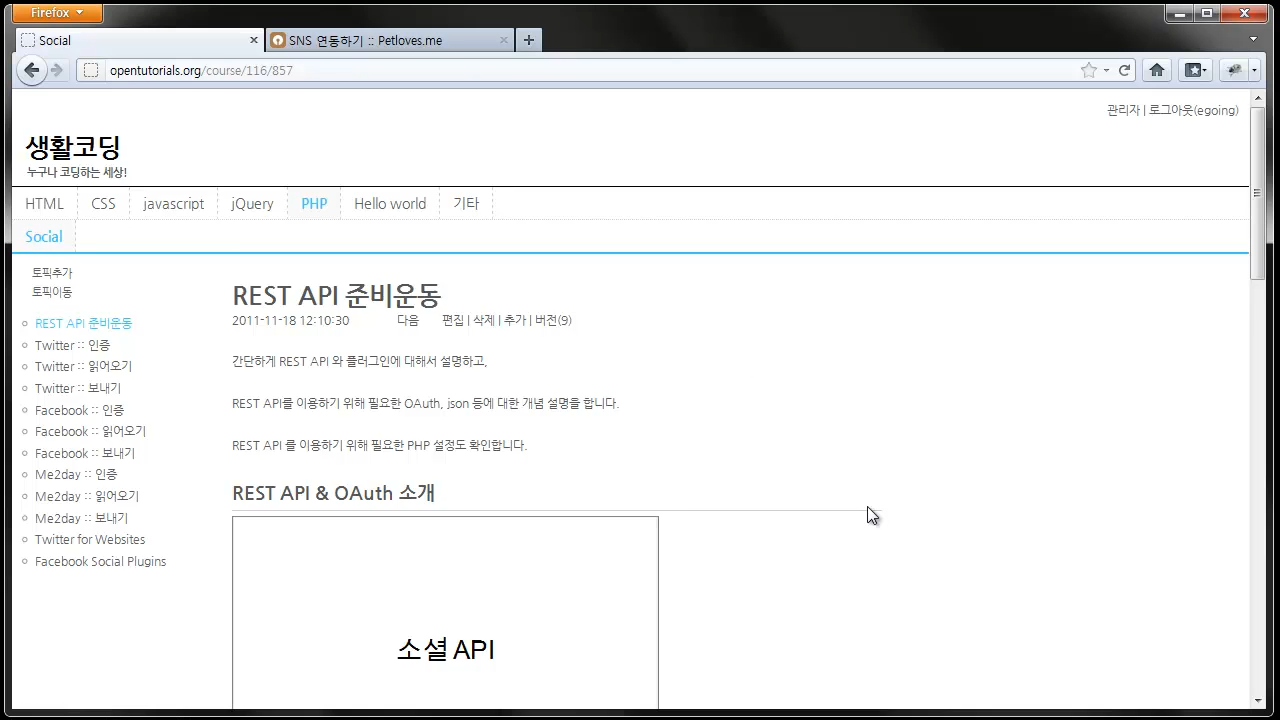 Firefox
Social
SNS 연동하기 :: Petloves.me
opentutorials.org/course/116/857
관리자 | 로그아웃(egoing)
생활코딩
누구나 코딩하는 세상!
HTML CSS javascript jQuery PHP Hello world 기타
Social
토픽추가
토픽이동
REST API 준비운동
Twitter :: 인증
Twitter :: 읽어오기
Twitter :: 보내기
Facebook :: 인증
Facebook :: 읽어오기
Facebook :: 보내기
Me2day :: 인증
Me2day :: 읽어오기
Me2day :: 보내기
Twitter for Websites
Facebook Social Plugins
REST API 준비운동
2011-11-18 12:10:30 다음 편집 | 삭제 | 추가 | 버전(9)
간단하게 REST API 와 플러그인에 대해서 설명하고,
REST API를 이용하기 위해 필요한 OAuth, json 등에 대한 개념 설명을 합니다.
REST API 를 이용하기 위해 필요한 PHP 설정도 확인합니다.
REST API & OAuth 소개
소셜 API